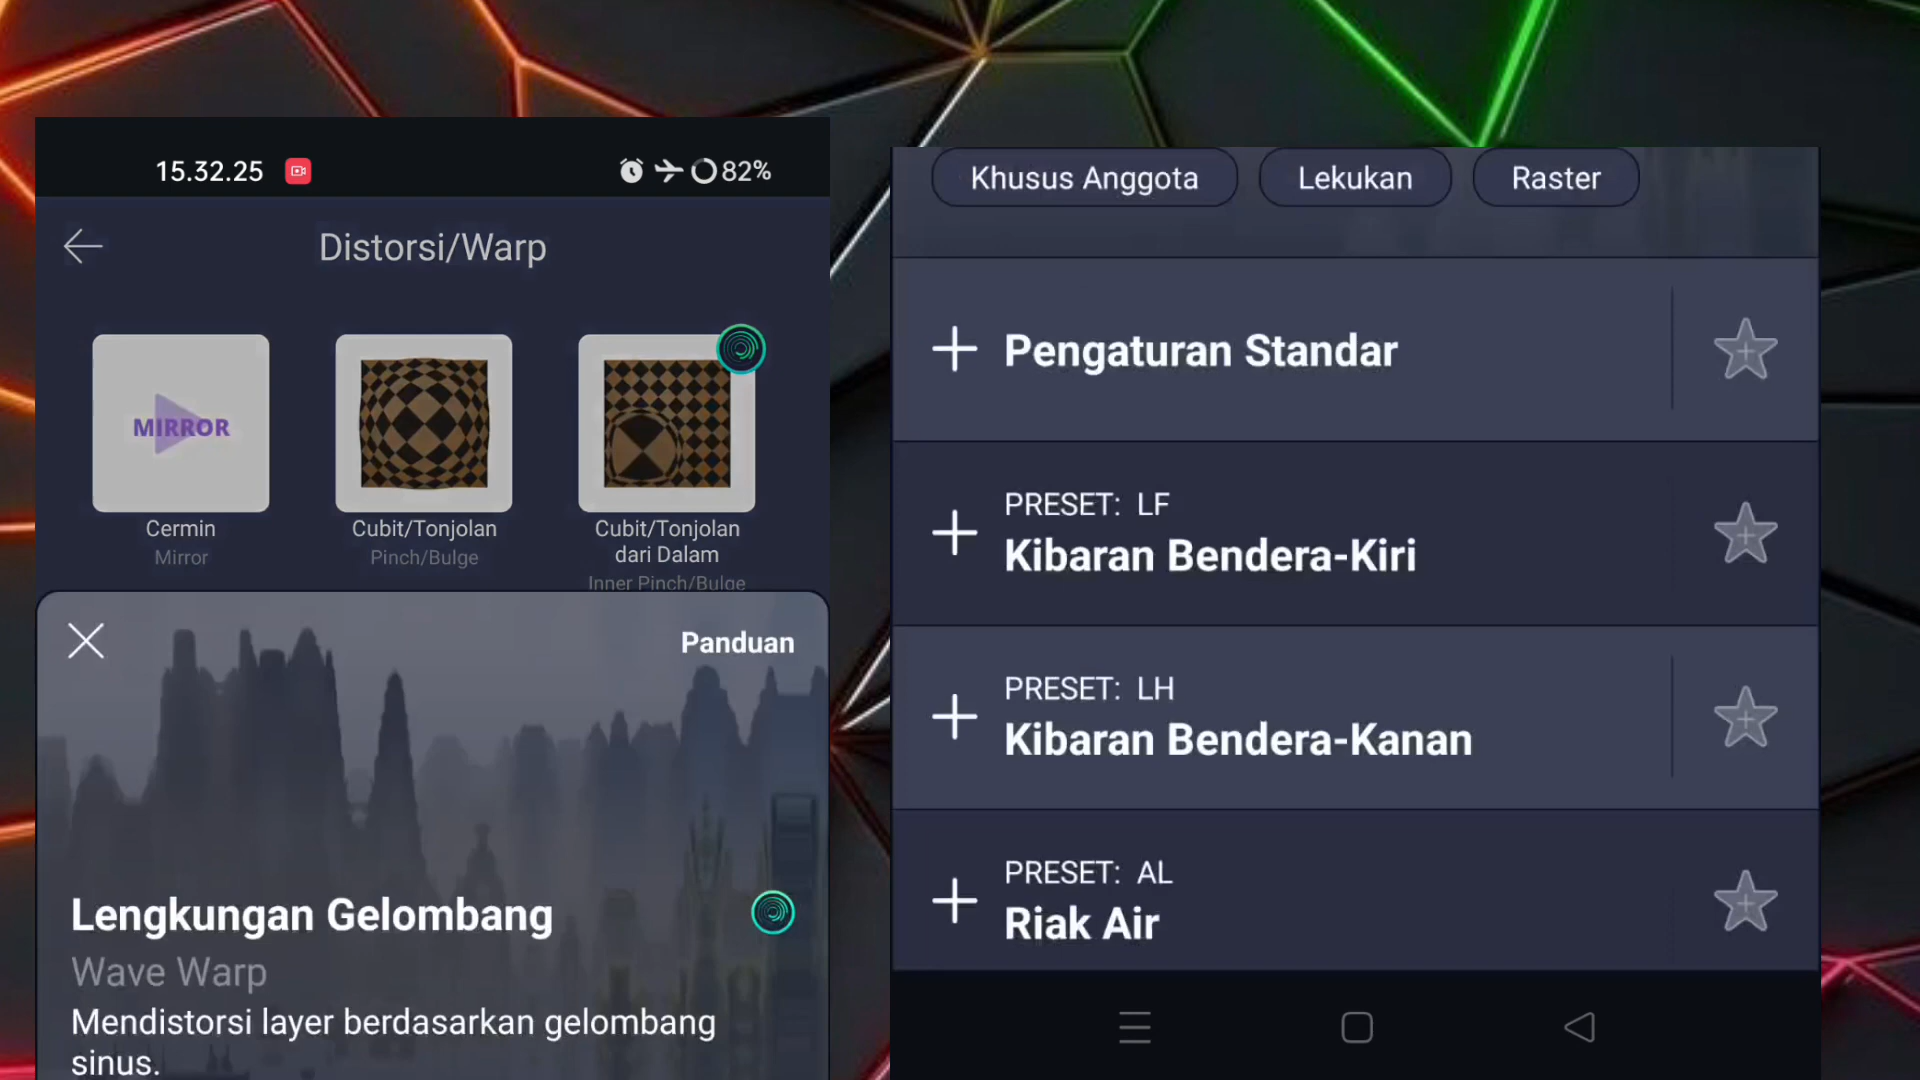 15.32.25
82%
Distorsi/Warp
MIRROR
Cermin
Mirror
Cubit/Tonjolan
Pinch/Bulge
Cubit/Tonjolan
dari Dalam
Inner Pinch/Bulge
Panduan
Lengkungan Gelombang
Wave Warp
Mendistorsi layer berdasarkan gelombang
sinus.
Khusus Anggota
Lekukan
Raster
Pengaturan Standar
PRESET: LF
Kibaran Bendera-Kiri
PRESET: LH
Kibaran Bendera-Kanan
PRESET: AL
Riak Air